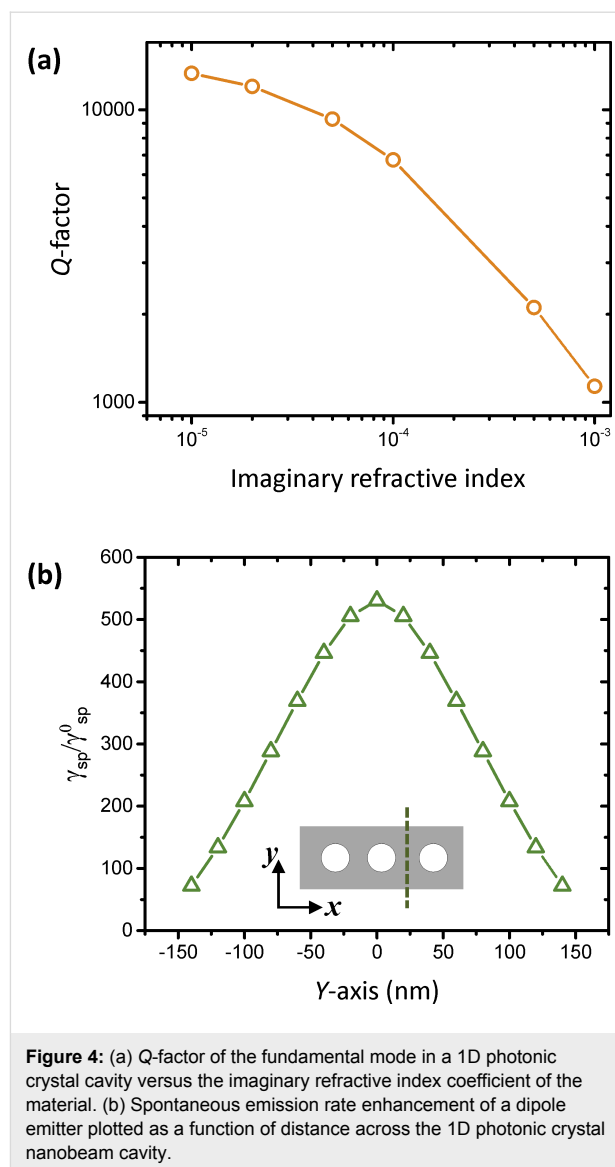 (a)
10000
1000
Q-factor
10⁻⁵ 10⁻⁴ 10⁻³
Imaginary refractive index
(b)
600
500
400
300
200
100
0
γsp/γ⁰sp
y
x
-150 -100 -50 0 50 100 150
Y-axis (nm)
Figure 4: (a) Q-factor of the fundamental mode in a 1D photonic
crystal cavity versus the imaginary refractive index coefficient of the
material. (b) Spontaneous emission rate enhancement of a dipole
emitter plotted as a function of distance across the 1D photonic crystal
nanobeam cavity.